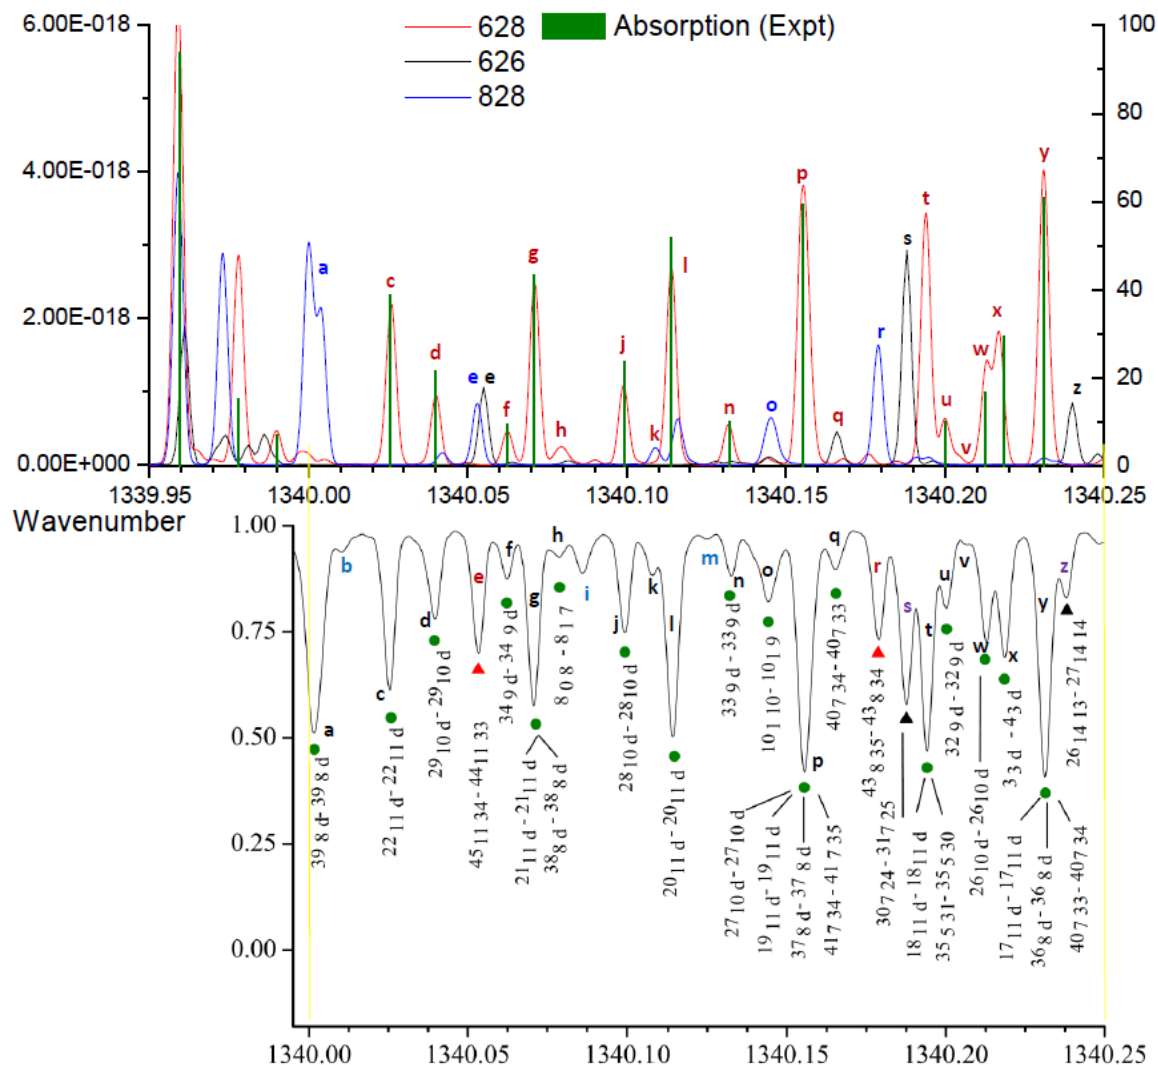 6.00E-018
4.00E-018
2.00E-018
0.00E+000
628
626
828
Absorption (Expt)
100
80
60
40
20
0
a
c
d
e
e
f
g
h
j
k
l
n
o
p
q
r
s
t
u
v
w
x
y
z
1339.95
1340.00
1340.05
1340.10
1340.15
1340.20
1340.25
Wavenumber
1.00
0.75
0.50
0.25
0.00
a
b
c
d
e
f
g
h
i
j
k
l
m
n
o
p
q
r
s
t
u
v
w
x
y
z
39 8 d - 39 8 d
22 11 d - 22 11 d
29 10 d - 29 10 d
45 11 34 - 44 11 33
34 9 d - 34 9 d
21 11 d - 21 11 d
38 8 d - 38 8 d
8 0 8 - 8 1 7
28 10 d - 28 10 d
20 11 d - 20 11 d
33 9 d - 33 9 d
10 1 10 - 10 1 9
27 10 d - 27 10 d
19 11 d - 19 11 d
37 8 d - 37 8 d
41 7 34 - 41 7 35
40 7 34 - 40 7 33
43 8 35 - 43 8 34
30 7 24 - 31 7 25
18 11 d - 18 11 d
35 5 31 - 35 5 30
32 9 d - 32 9 d
26 10 d - 26 10 d
3 3 d - 4 3 d
17 11 d - 17 11 d
36 8 d - 36 8 d
40 7 33 - 40 7 34
26 14 13 - 27 14 14
1340.00
1340.05
1340.10
1340.15
1340.20
1340.25